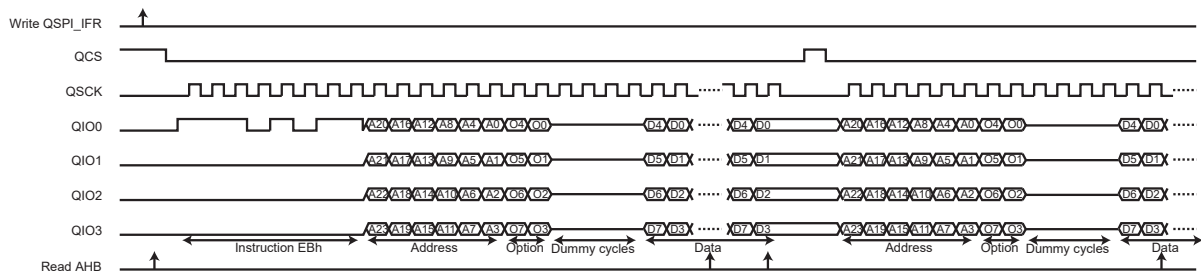 Write QSPI_IFR
QCS
QSCK
QIO0 A20 A16 A12 A8 A4 A0 O4 O0 D4 D0 D4 D0 A20 A16 A12 A8 A4 A0 O4 O0 D4 D0
QIO1 A21 A17 A13 A9 A5 A1 O5 O1 D5 D1 D5 D1 A21 A17 A13 A9 A5 A1 O5 O1 D5 D1
QIO2 A22 A18 A14 A10 A6 A2 O6 O2 D6 D2 D6 D2 A22 A18 A14 A10 A6 A2 O6 O2 D6 D2
QIO3 A23 A19 A15 A11 A7 A3 O7 O3 D7 D3 D7 D3 A23 A19 A15 A11 A7 A3 O7 O3 D7 D3
Instruction EBh Address Option Dummy cycles Data Address Option Dummy cycles Data
Read AHB